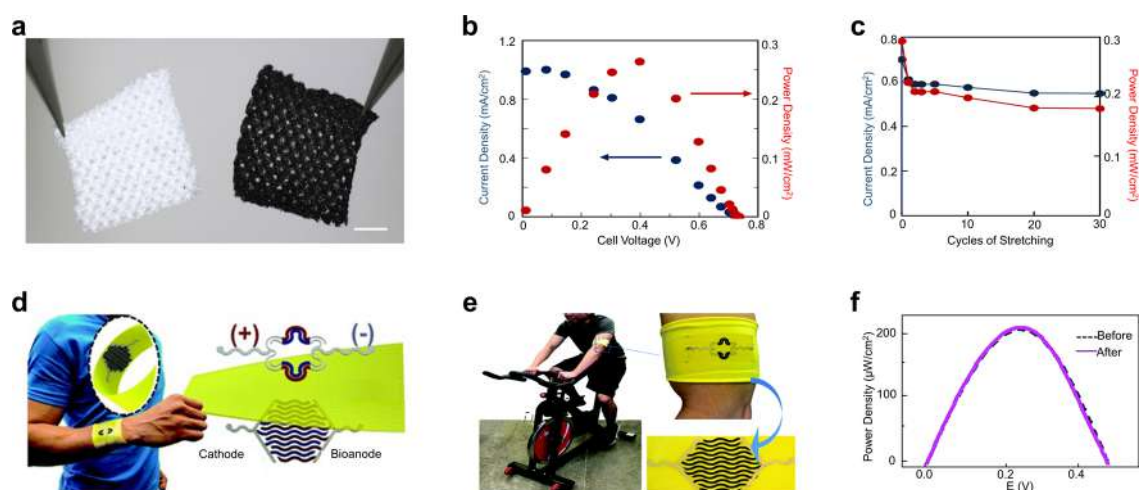 a
b
c
1.2
0.9
0.8
0.4
0
0.3
0.2
0.1
0
0
0.2
0.4
0.6
0.8
Current Density (mA/cm²)
Power Density (mW/cm²)
Cell Voltage (V)
0.8
0.6
0.4
0.2
0
0.3
0.2
0.1
0
0
10
20
30
Current Density (mA/cm²)
Power Density (mW/cm²)
Cycles of Stretching
d
(+)
(-)
Cathode
Bioanode
e
f
200
100
0
0.0
0.2
0.4
Power Density (µW/cm²)
E (V)
Before
After